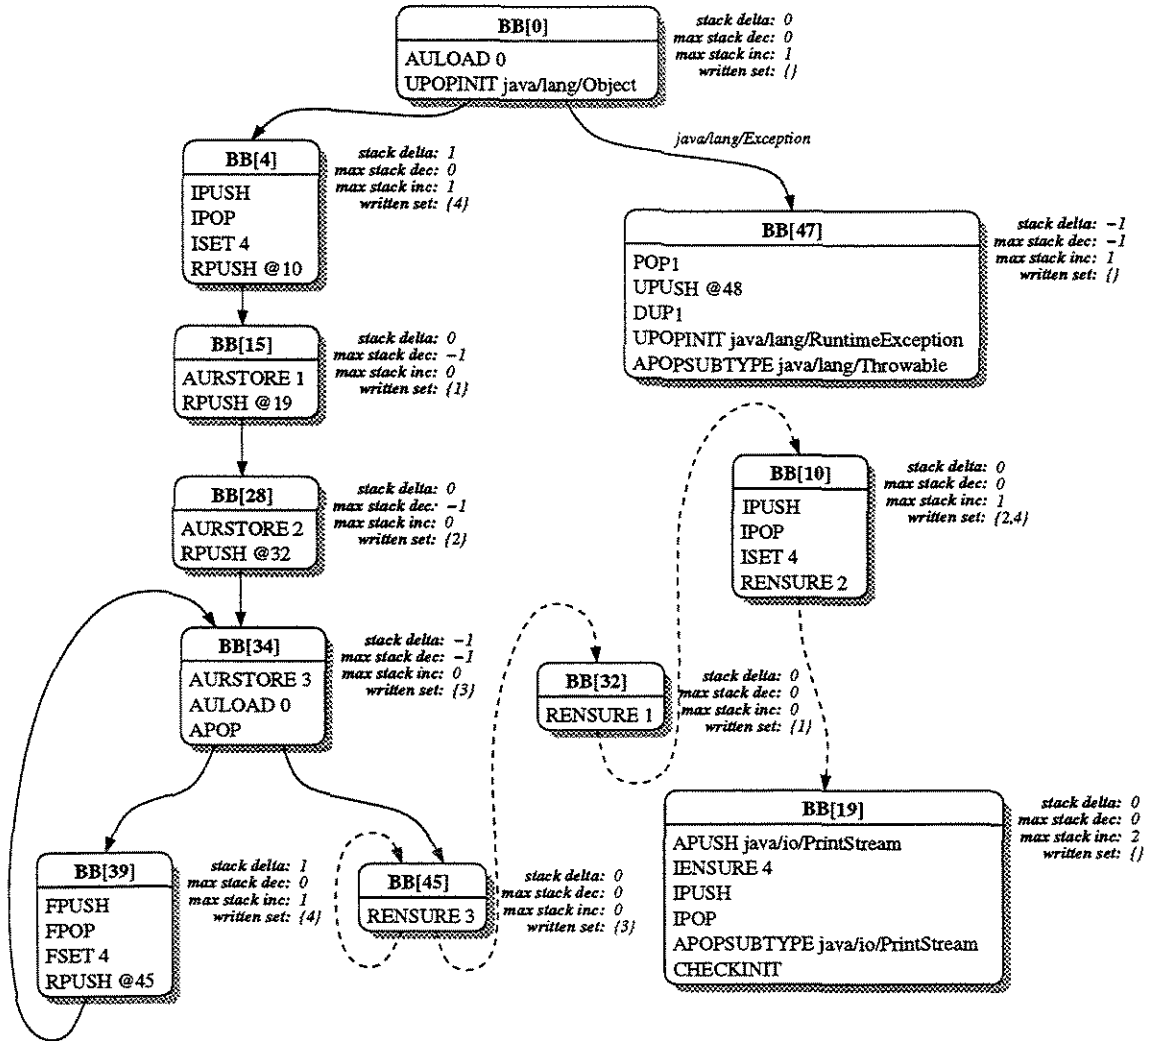 BB[0]
AULOAD 0
UPOPINIT java/lang/Object
stack delta: 0
max stack dec: 0
max stack inc: 1
written set: {}
java/lang/Exception
BB[4]
IPUSH
IPOP
ISET 4
RPUSH @10
stack delta: 1
max stack dec: 0
max stack inc: 1
written set: {4}
BB[47]
POP1
UPUSH @48
DUP1
UPOPINIT java/lang/RuntimeException
APOPSUBTYPE java/lang/Throwable
stack delta: -1
max stack dec: -1
max stack inc: 1
written set: {}
BB[15]
AURSTORE 1
RPUSH @19
stack delta: 0
max stack dec: -1
max stack inc: 0
written set: {1}
BB[28]
AURSTORE 2
RPUSH @32
stack delta: 0
max stack dec: -1
max stack inc: 0
written set: {2}
BB[10]
IPUSH
IPOP
ISET 4
RENSURE 2
stack delta: 0
max stack dec: 0
max stack inc: 1
written set: {2,4}
BB[34]
AURSTORE 3
AULOAD 0
APOP
stack delta: -1
max stack dec: -1
max stack inc: 0
written set: {3}
BB[32]
RENSURE 1
stack delta: 0
max stack dec: 0
max stack inc: 0
written set: {1}
BB[39]
FPUSH
FPOP
FSET 4
RPUSH @45
stack delta: 1
max stack dec: 0
max stack inc: 1
written set: {4}
BB[45]
RENSURE 3
stack delta: 0
max stack dec: 0
max stack inc: 0
written set: {3}
BB[19]
APUSH java/io/PrintStream
IENSURE 4
IPUSH
IPOP
APOPSUBTYPE java/io/PrintStream
CHECKINIT
stack delta: 0
max stack dec: 0
max stack inc: 2
written set: {}